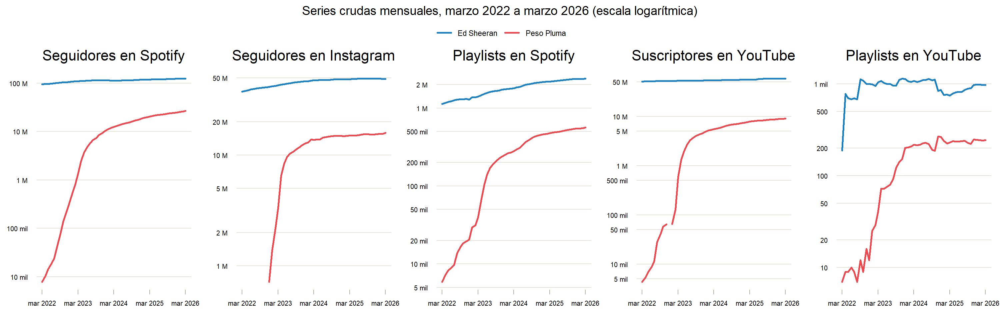 Series crudas mensuales, marzo 2022 a marzo 2026 (escala logarítmica)
Ed Sheeran
Peso Pluma
Seguidores en Spotify
100 M
10 M
1 M
100 mil
10 mil
mar 2022
mar 2023
mar 2024
mar 2025
mar 2026
Seguidores en Instagram
50 M
20 M
10 M
5 M
2 M
1 M
mar 2022
mar 2023
mar 2024
mar 2025
mar 2026
Playlists en Spotify
2 M
1 M
500 mil
200 mil
100 mil
50 mil
20 mil
10 mil
5 mil
mar 2022
mar 2023
mar 2024
mar 2025
mar 2026
Suscriptores en YouTube
50 M
10 M
5 M
1 M
500 mil
100 mil
50 mil
10 mil
5 mil
mar 2022
mar 2023
mar 2024
mar 2025
mar 2026
Playlists en YouTube
1 mil
500
200
100
50
20
10
mar 2022
mar 2023
mar 2024
mar 2025
mar 2026